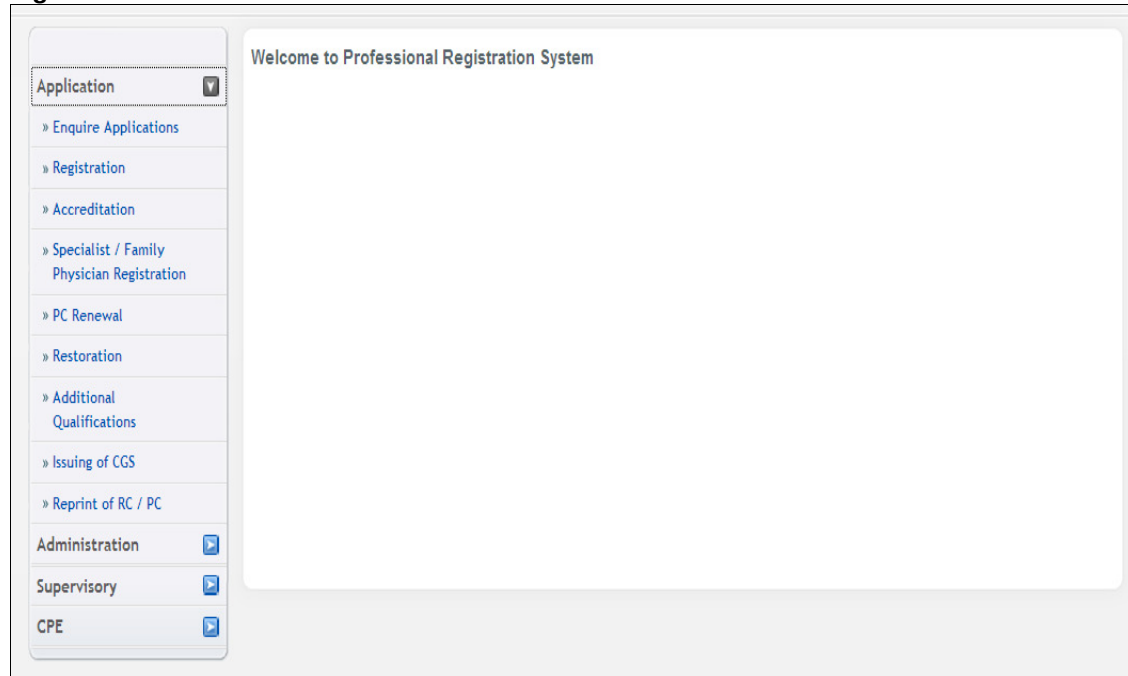 Welcome to Professional Registration System
Application
» Enquire Applications
» Registration
» Accreditation
» Specialist / Family
Physician Registration
» PC Renewal
» Restoration
» Additional
Qualifications
» Issuing of CGS
» Reprint of RC / PC
Administration
Supervisory
CPE